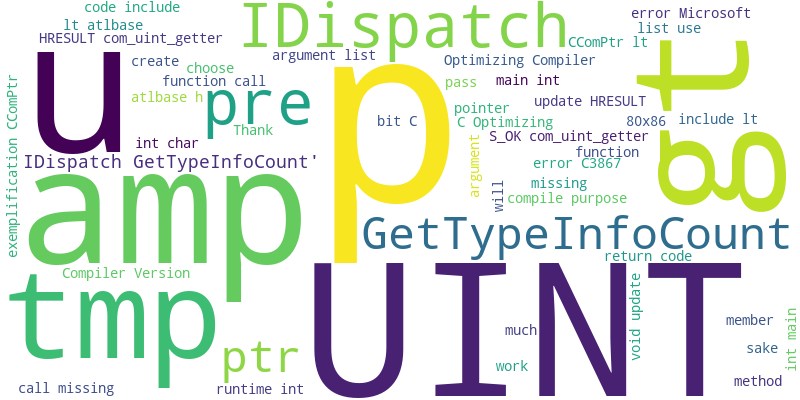 code include
IDispatch
error Microsoft
lt atlbase
list use
HRESULT com_uint_getter
CComPtr lt
argument list
create
Optimizing Compiler
choose
u
function call
pass
main int
gt
atlbase h
pre
p
update HRESULT
pointer
Thank
bit C
C Optimizing
80x86
include lt
int char
S_OK com_uint_getter
function
IDispatch GetTypeInfoCount'
error C3867
exemplification CComPtr
argument
missing
will
compile purpose
amp
GetTypeInfoCount
return code
Compiler Version
tmp
UINT
void update
member
much
int main
ptr
sake
work
method
call missing
runtime int